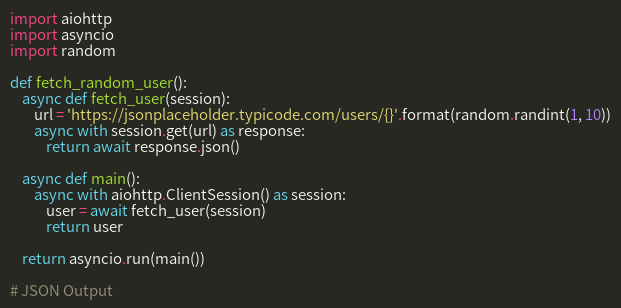 import aiohttp
import asyncio
import random

def fetch_random_user():
    async def fetch_user(session):
        url = 'https://jsonplaceholder.typicode.com/users/{}'.format(random.randint(1, 10))
        async with session.get(url) as response:
            return await response.json()

    async def main():
        async with aiohttp.ClientSession() as session:
            user = await fetch_user(session)
            return user

    return asyncio.run(main())

# JSON Output